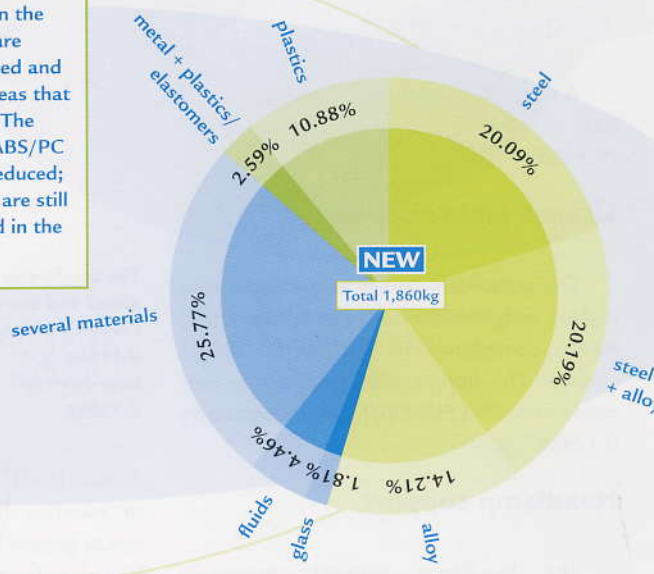 n the
are
ed and
eas that
The
ABS/PC
educed;
are still
d in the
metal + plastics/
elastomers
plastics
steel
several materials
fluids
glass
alloy
steel
+ alloy
2.59%
10.88%
20.09%
20.19%
14.21%
1.81%
4.46%
25.77%
NEW
Total 1,860kg